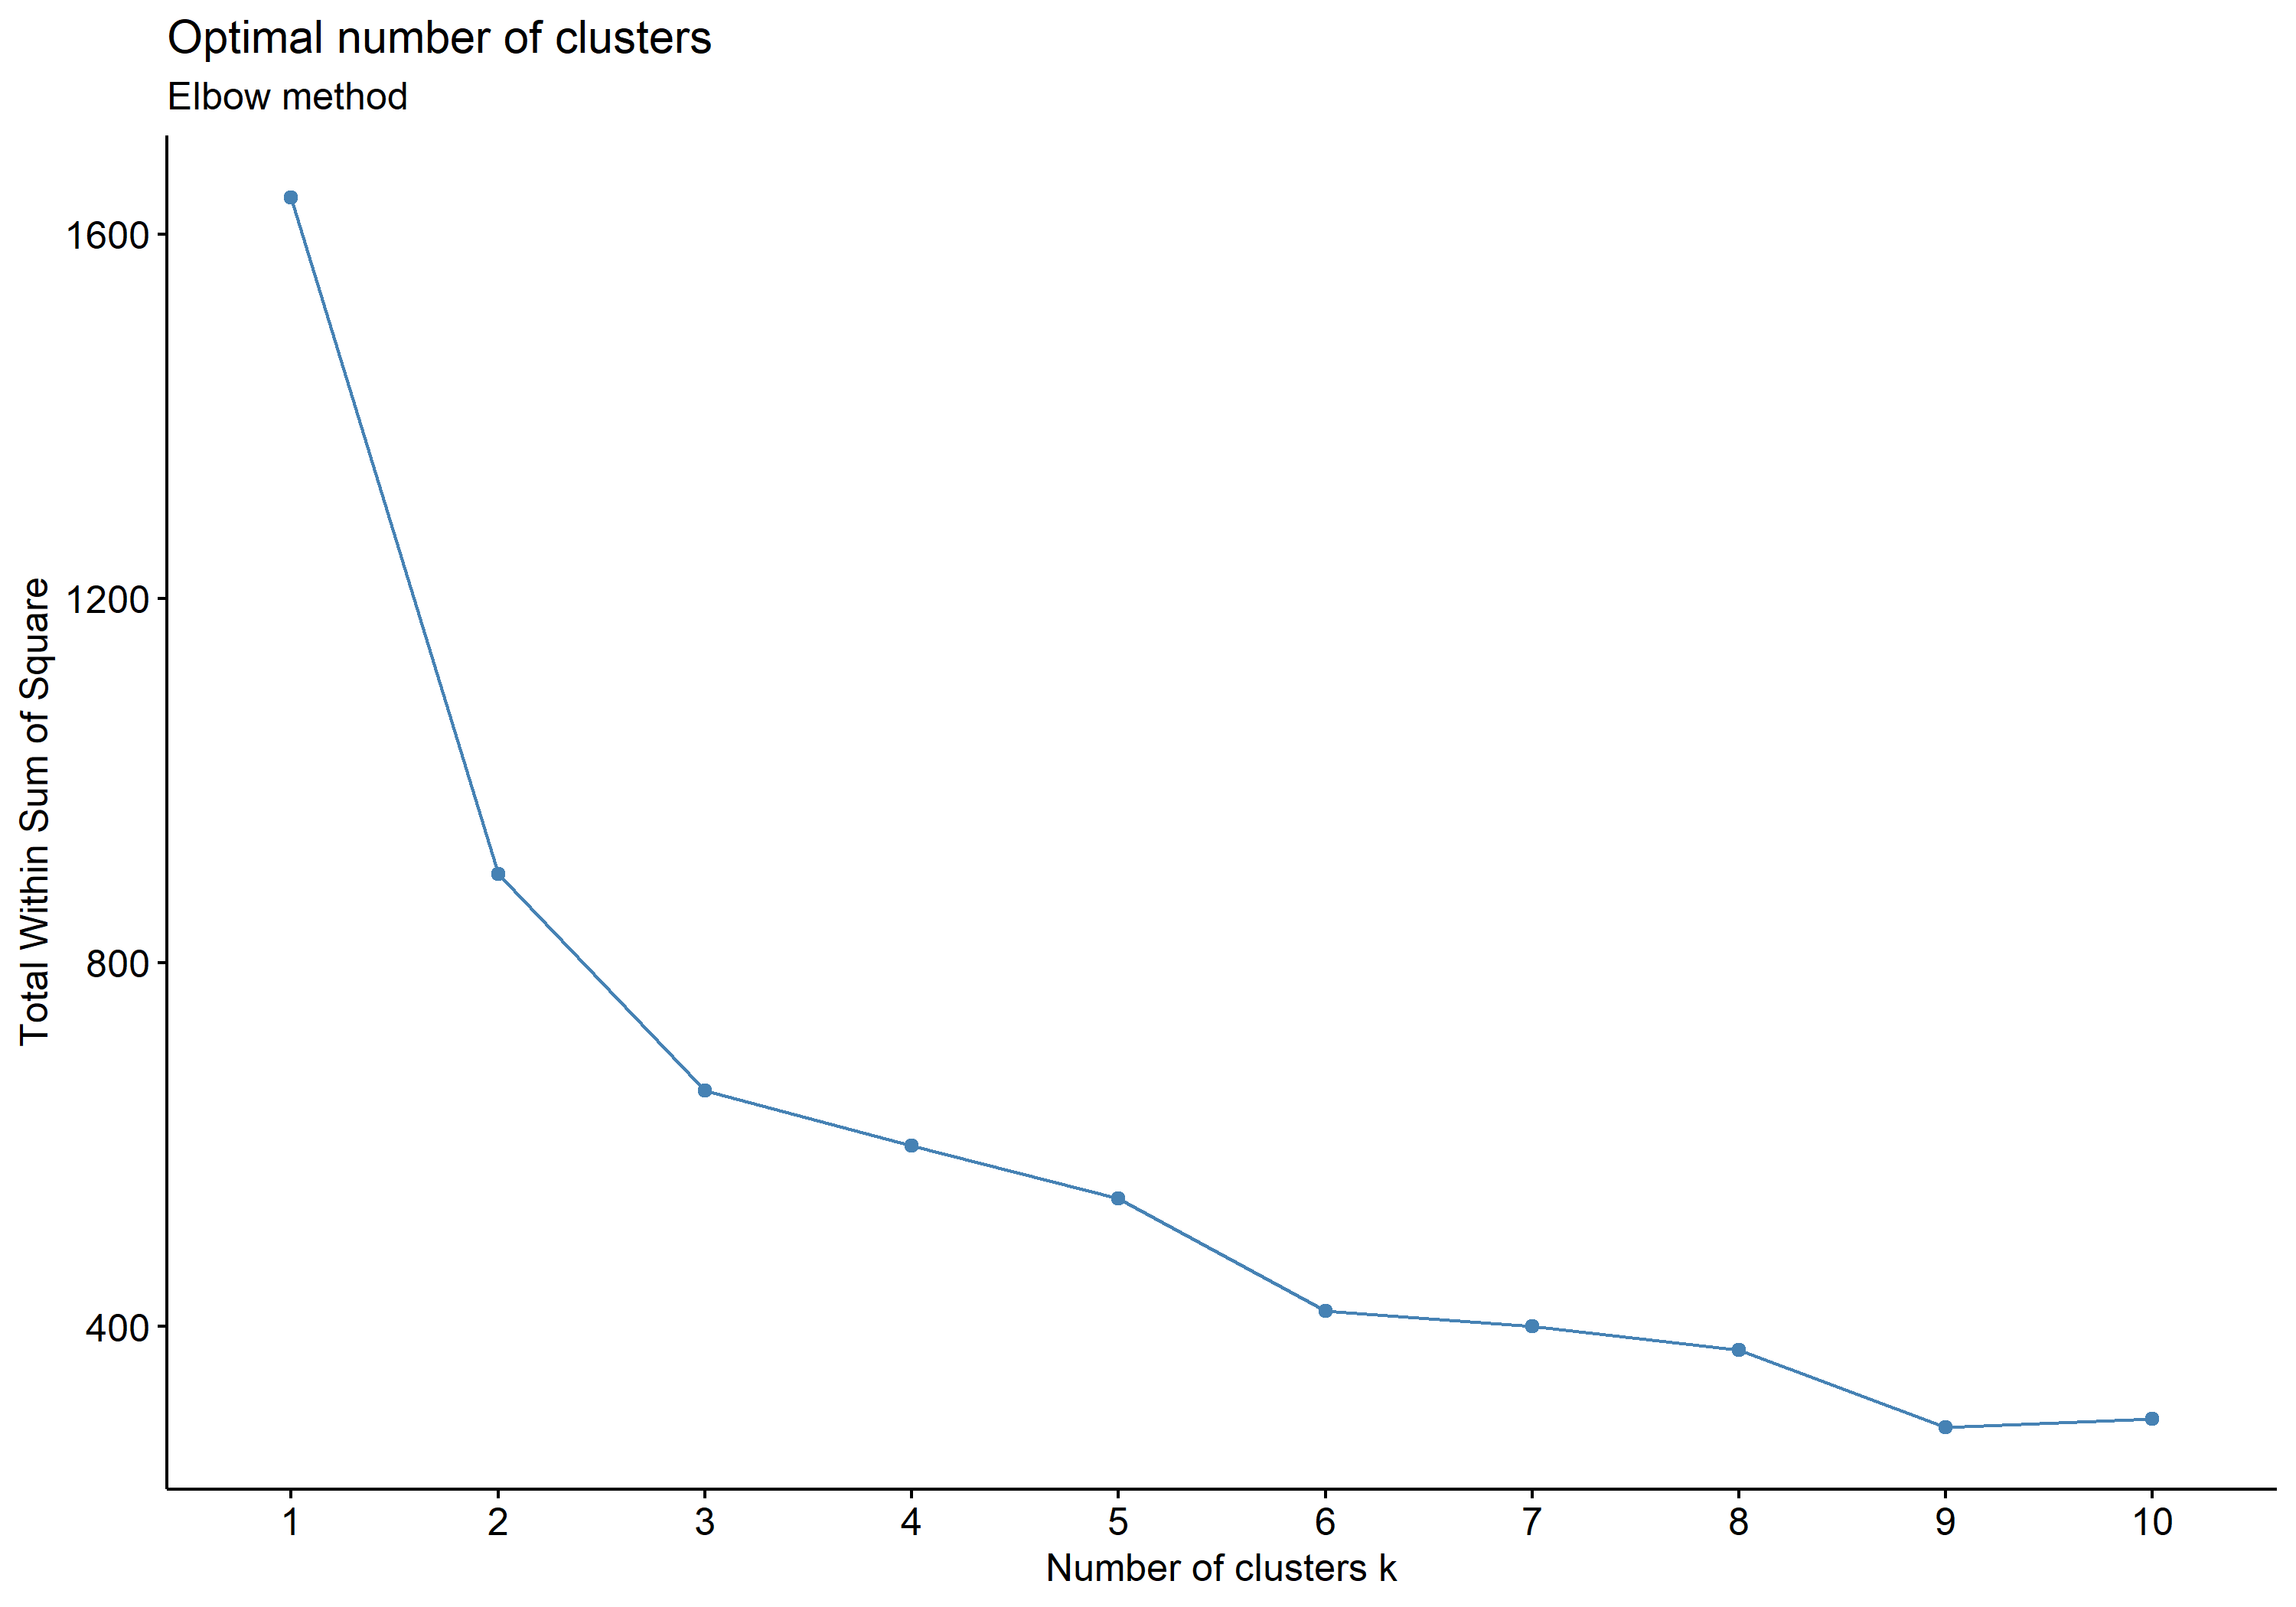 Optimal number of clusters
Elbow method
Total Within Sum of Square
1600
1200
800
400
1 2 3 4 5 6 7 8 9 10
Number of clusters k